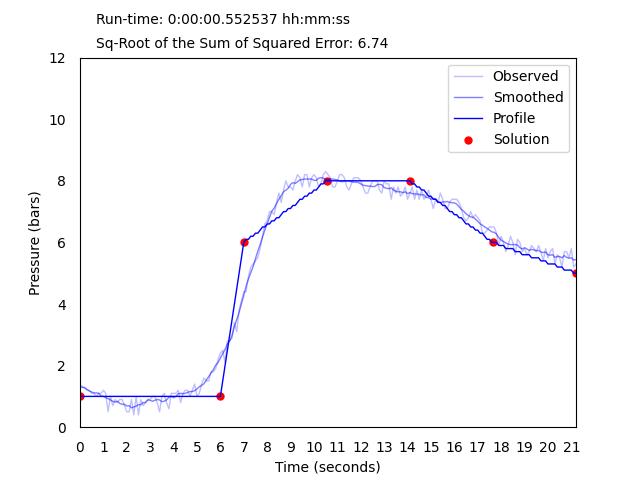 Run-time: 0:00:00.552537 hh:mm:ss
Sq-Root of the Sum of Squared Error: 6.74
12
10
8
6
4
2
0
Pressure (bars)
Observed
Smoothed
Profile
Solution
0 1 2 3 4 5 6 7 8 9 10 11 12 13 14 15 16 17 18 19 20 21
Time (seconds)